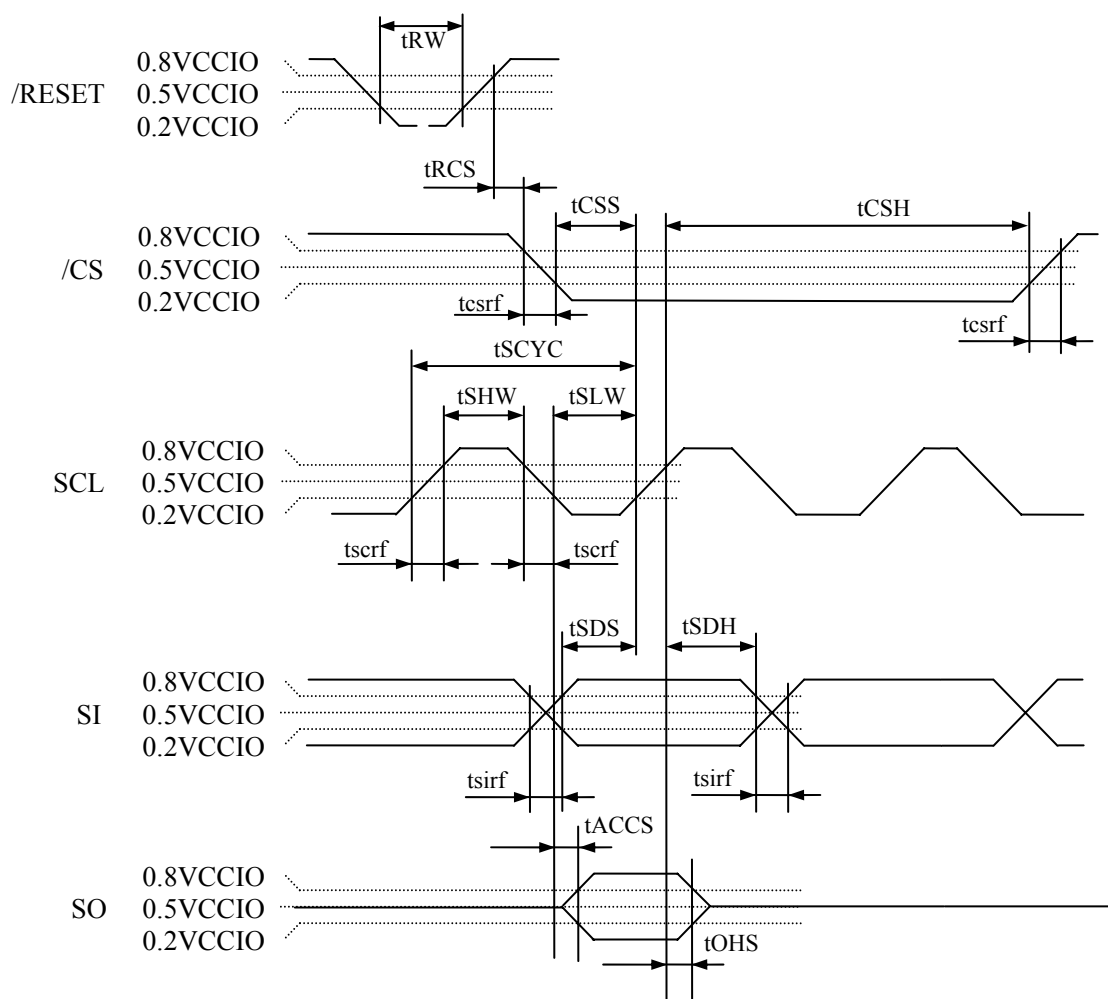 tRW
0.8VCCIO
/RESET 0.5VCCIO
0.2VCCIO
tRCS
tCSS tCSH
0.8VCCIO
/CS 0.5VCCIO
0.2VCCIO
tcsrf tcsrf
tSCYC
tSHW tSLW
0.8VCCIO
SCL 0.5VCCIO
0.2VCCIO
tscrf tscrf
tSDS tSDH
0.8VCCIO
SI 0.5VCCIO
0.2VCCIO
tsirf tsirf
tACCS
0.8VCCIO
SO 0.5VCCIO
0.2VCCIO
tOHS